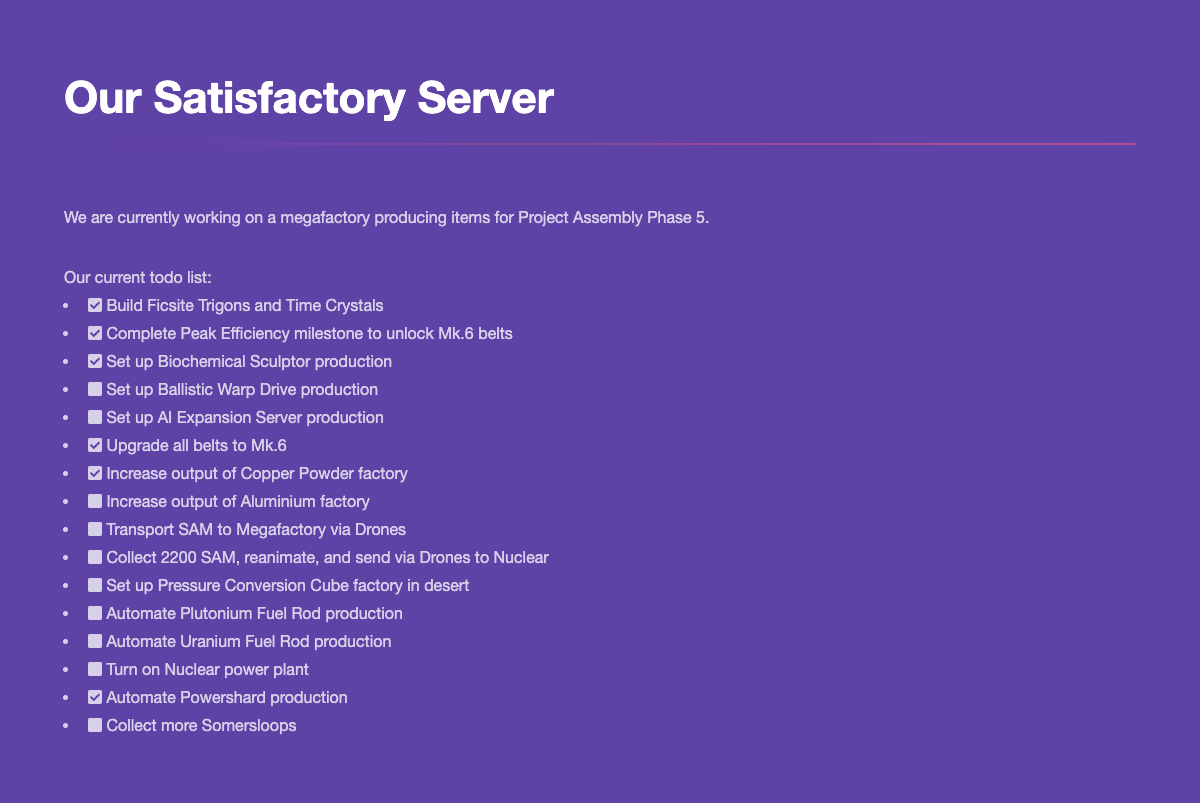 Our Satisfactory Server
We are currently working on a megafactory producing items for Project Assembly Phase 5.
Our current todo list:
• ☑ Build Ficsite Trigons and Time Crystals
• ☑ Complete Peak Efficiency milestone to unlock Mk.6 belts
• ☑ Set up Biochemical Sculptor production
• ☐ Set up Ballistic Warp Drive production
• ☐ Set up AI Expansion Server production
• ☑ Upgrade all belts to Mk.6
• ☑ Increase output of Copper Powder factory
• ☐ Increase output of Aluminium factory
• ☐ Transport SAM to Megafactory via Drones
• ☐ Collect 2200 SAM, reanimate, and send via Drones to Nuclear
• ☐ Set up Pressure Conversion Cube factory in desert
• ☐ Automate Plutonium Fuel Rod production
• ☐ Automate Uranium Fuel Rod production
• ☐ Turn on Nuclear power plant
• ☑ Automate Powershard production
• ☐ Collect more Somersloops